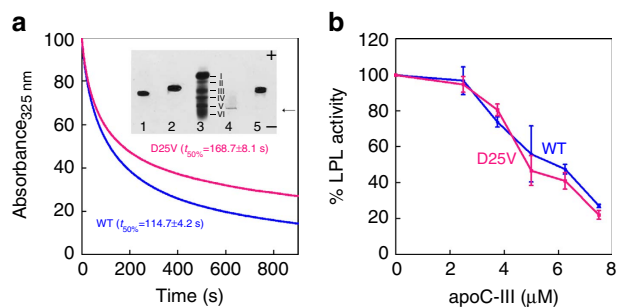 a
100
80
60
40
20
0
Absorbance325 nm
0 200 400 600 800
Time (s)
+
I
II
III
IV
V
VI
←
−
1 2 3 4 5
D25V (t50%=168.7±8.1 s)
WT (t50%=114.7±4.2 s)
b
120
100
80
60
40
20
0
% LPL activity
WT
D25V
0 2 4 6 8
apoC-III (μM)